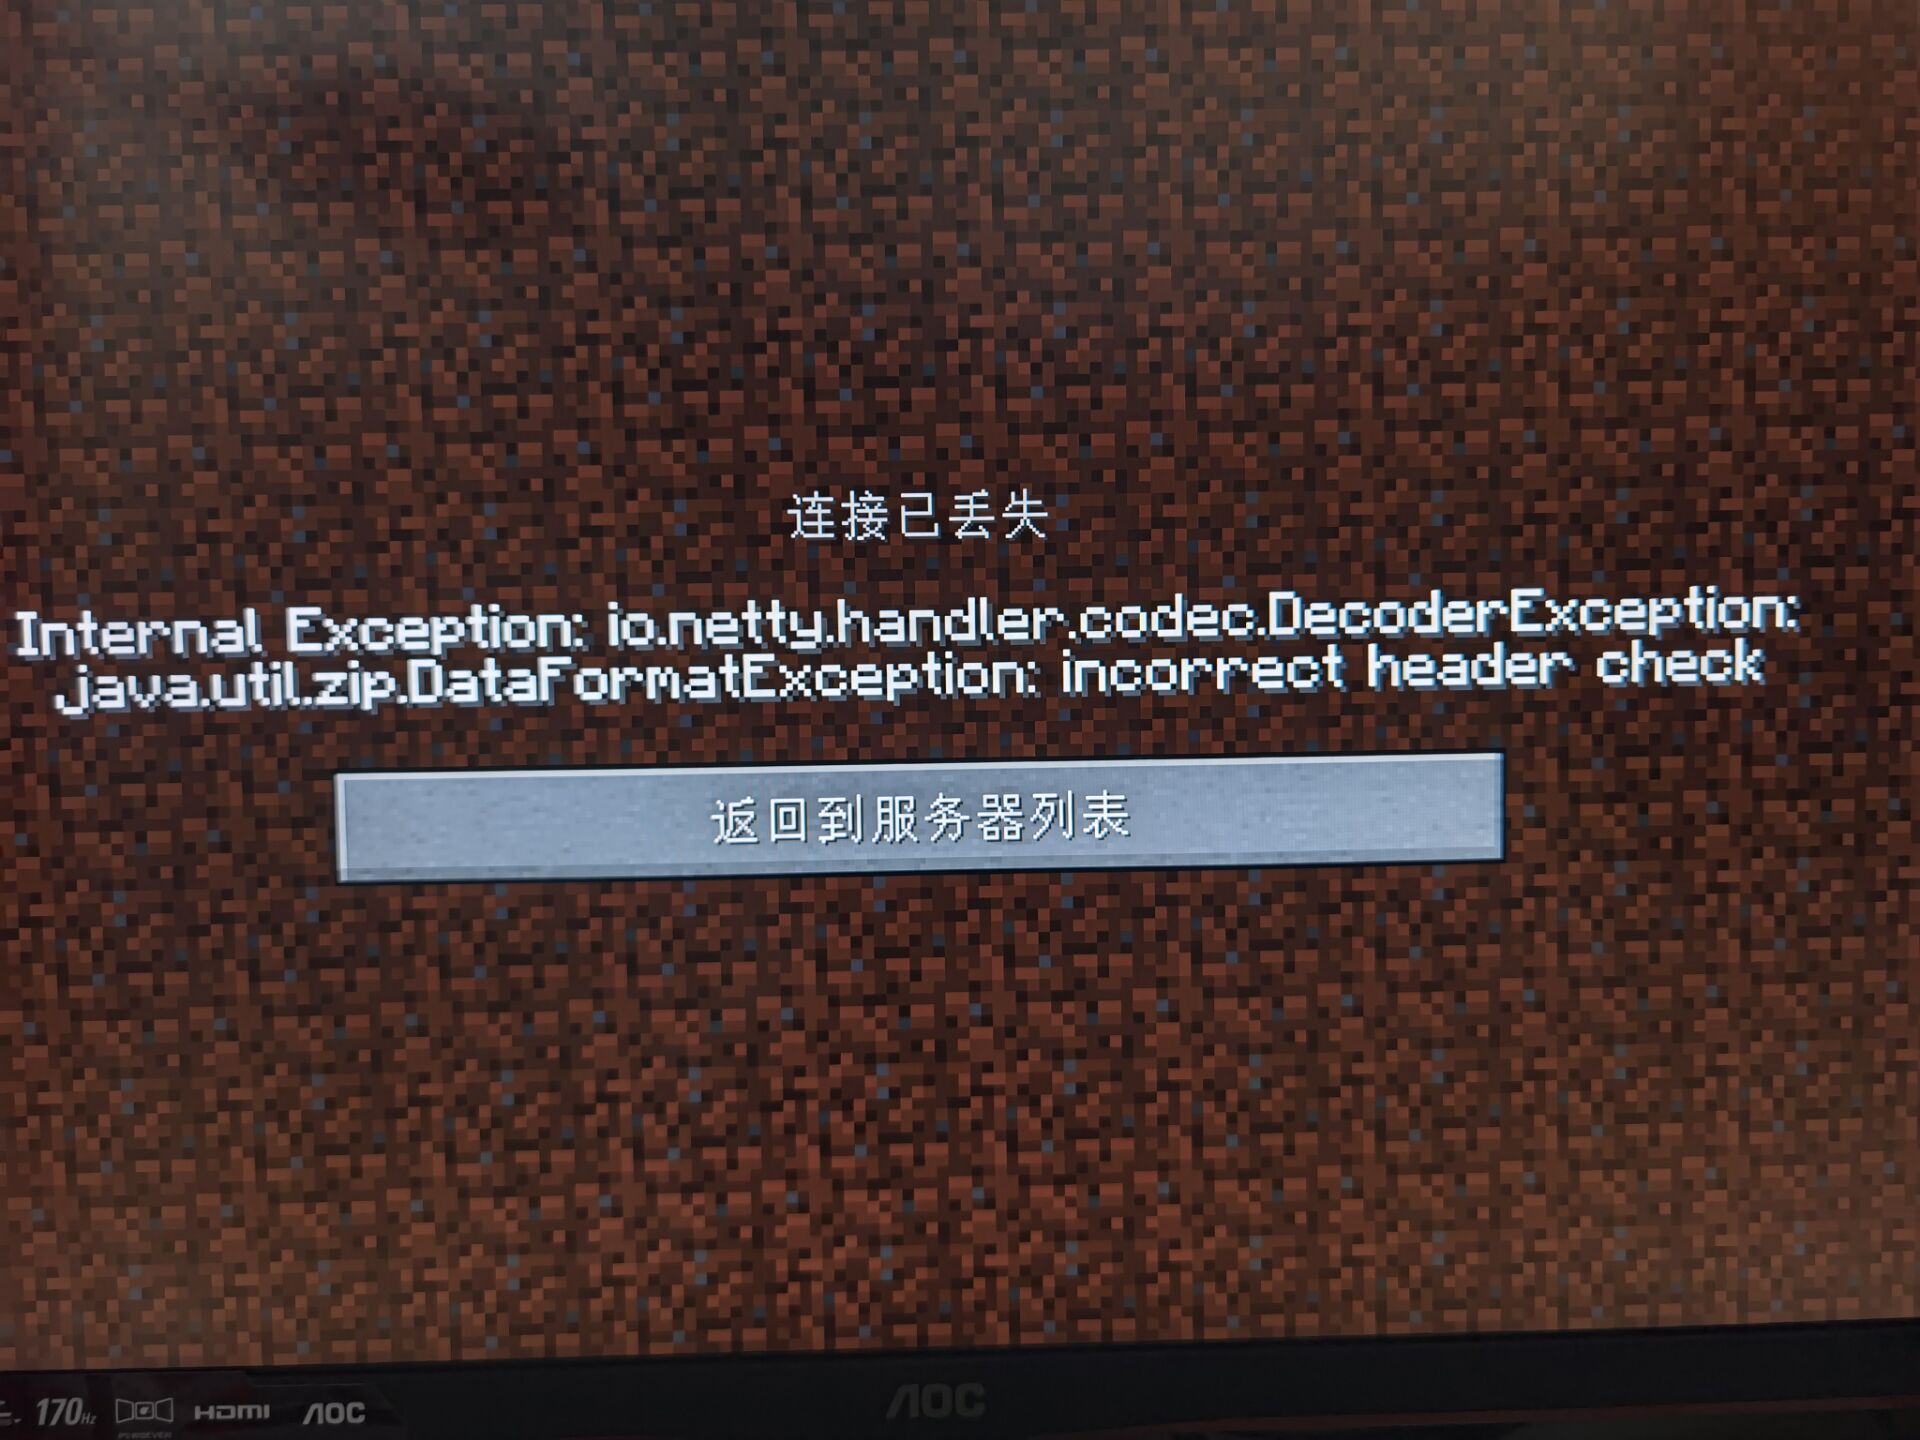 连接已丢失
Internal Exception: io.netty.handler.codec.DecoderException:
java.util.zip.DataFormatException: incorrect header check
返回到服务器列表
170Hz
HDMI
AOC
AOC